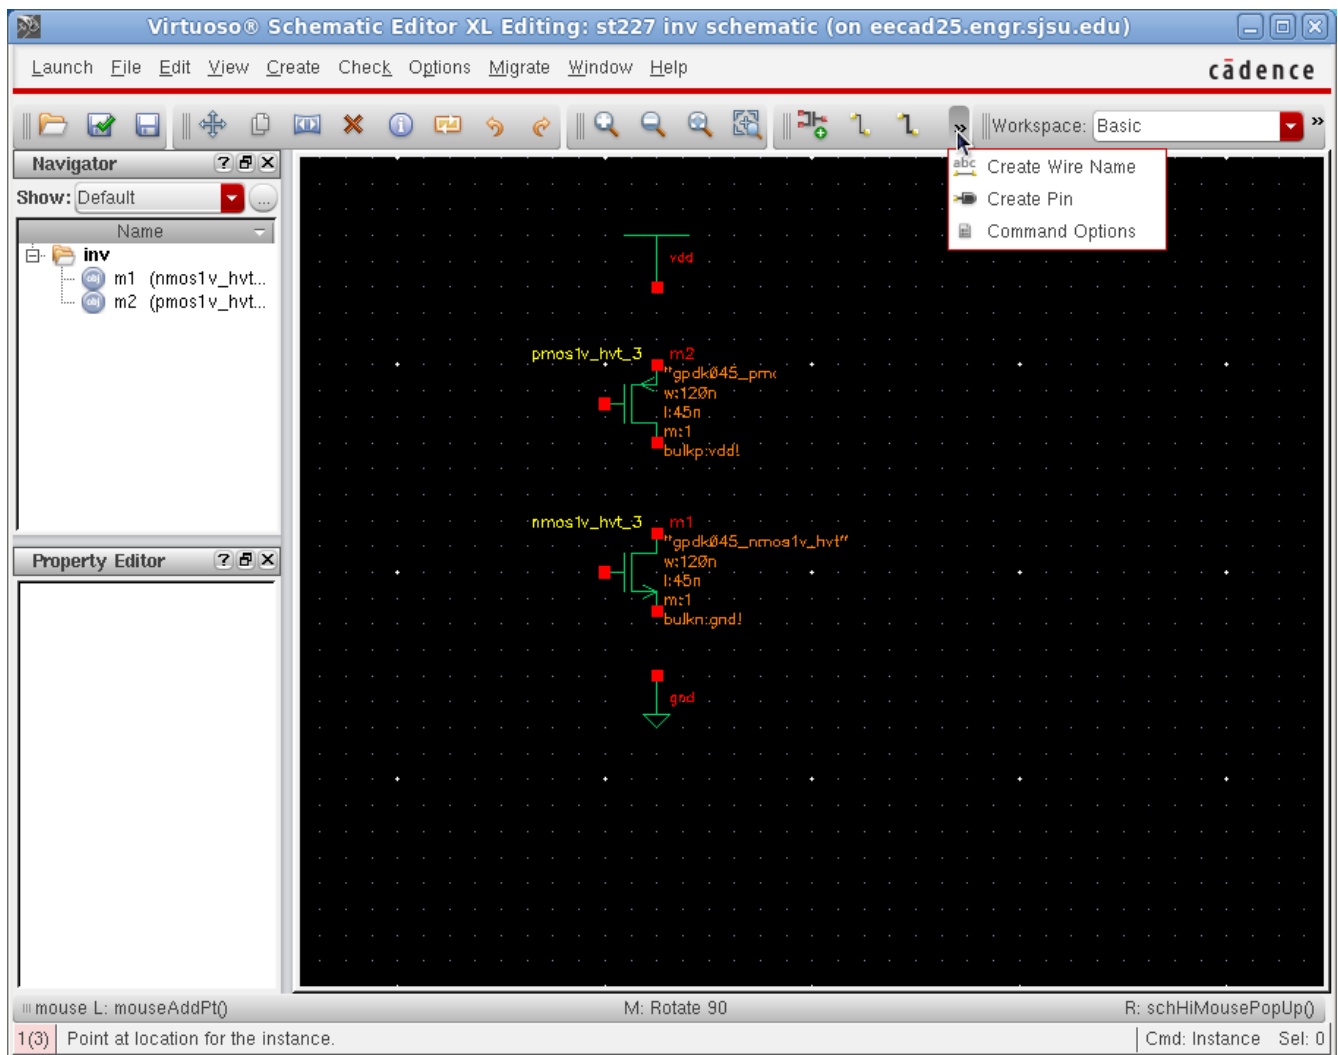 Virtuoso® Schematic Editor XL Editing: st227 inv schematic (on eecad25.engr.sjsu.edu)
Launch File Edit View Create Check Options Migrate Window Help
cādence
Workspace: Basic
»
»
Navigator
Show: Default
...
Name
inv
m1 (nmos1v_hvt...
m2 (pmos1v_hvt...
Property Editor
abc Create Wire Name
Create Pin
Command Options
vdd
pmos1v_hvt_3 m2
"gpdk045_pmo
w:120n
l:45n
m:1
bulkp:vdd!
nmos1v_hvt_3 m1
"gpdk045_nmos1v_hvt"
w:120n
l:45n
m:1
bulkn:gnd!
gnd
mouse L: mouseAddPt() M: Rotate 90 R: schHiMousePopUp()
1(3) Point at location for the instance. Cmd: Instance Sel: 0